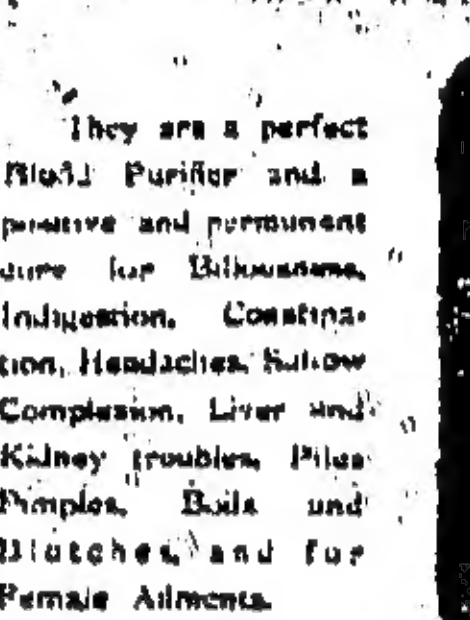 They are a perfect
Blood Purifier and a
positive and permanent
cure for Biliousness,
Indigestion, Constipa-
tion, Headaches, Sallow
Complexion, Liver and
Kidney troubles, Piles
Pimples, Boils and
Blotches, and for
Female Ailments.